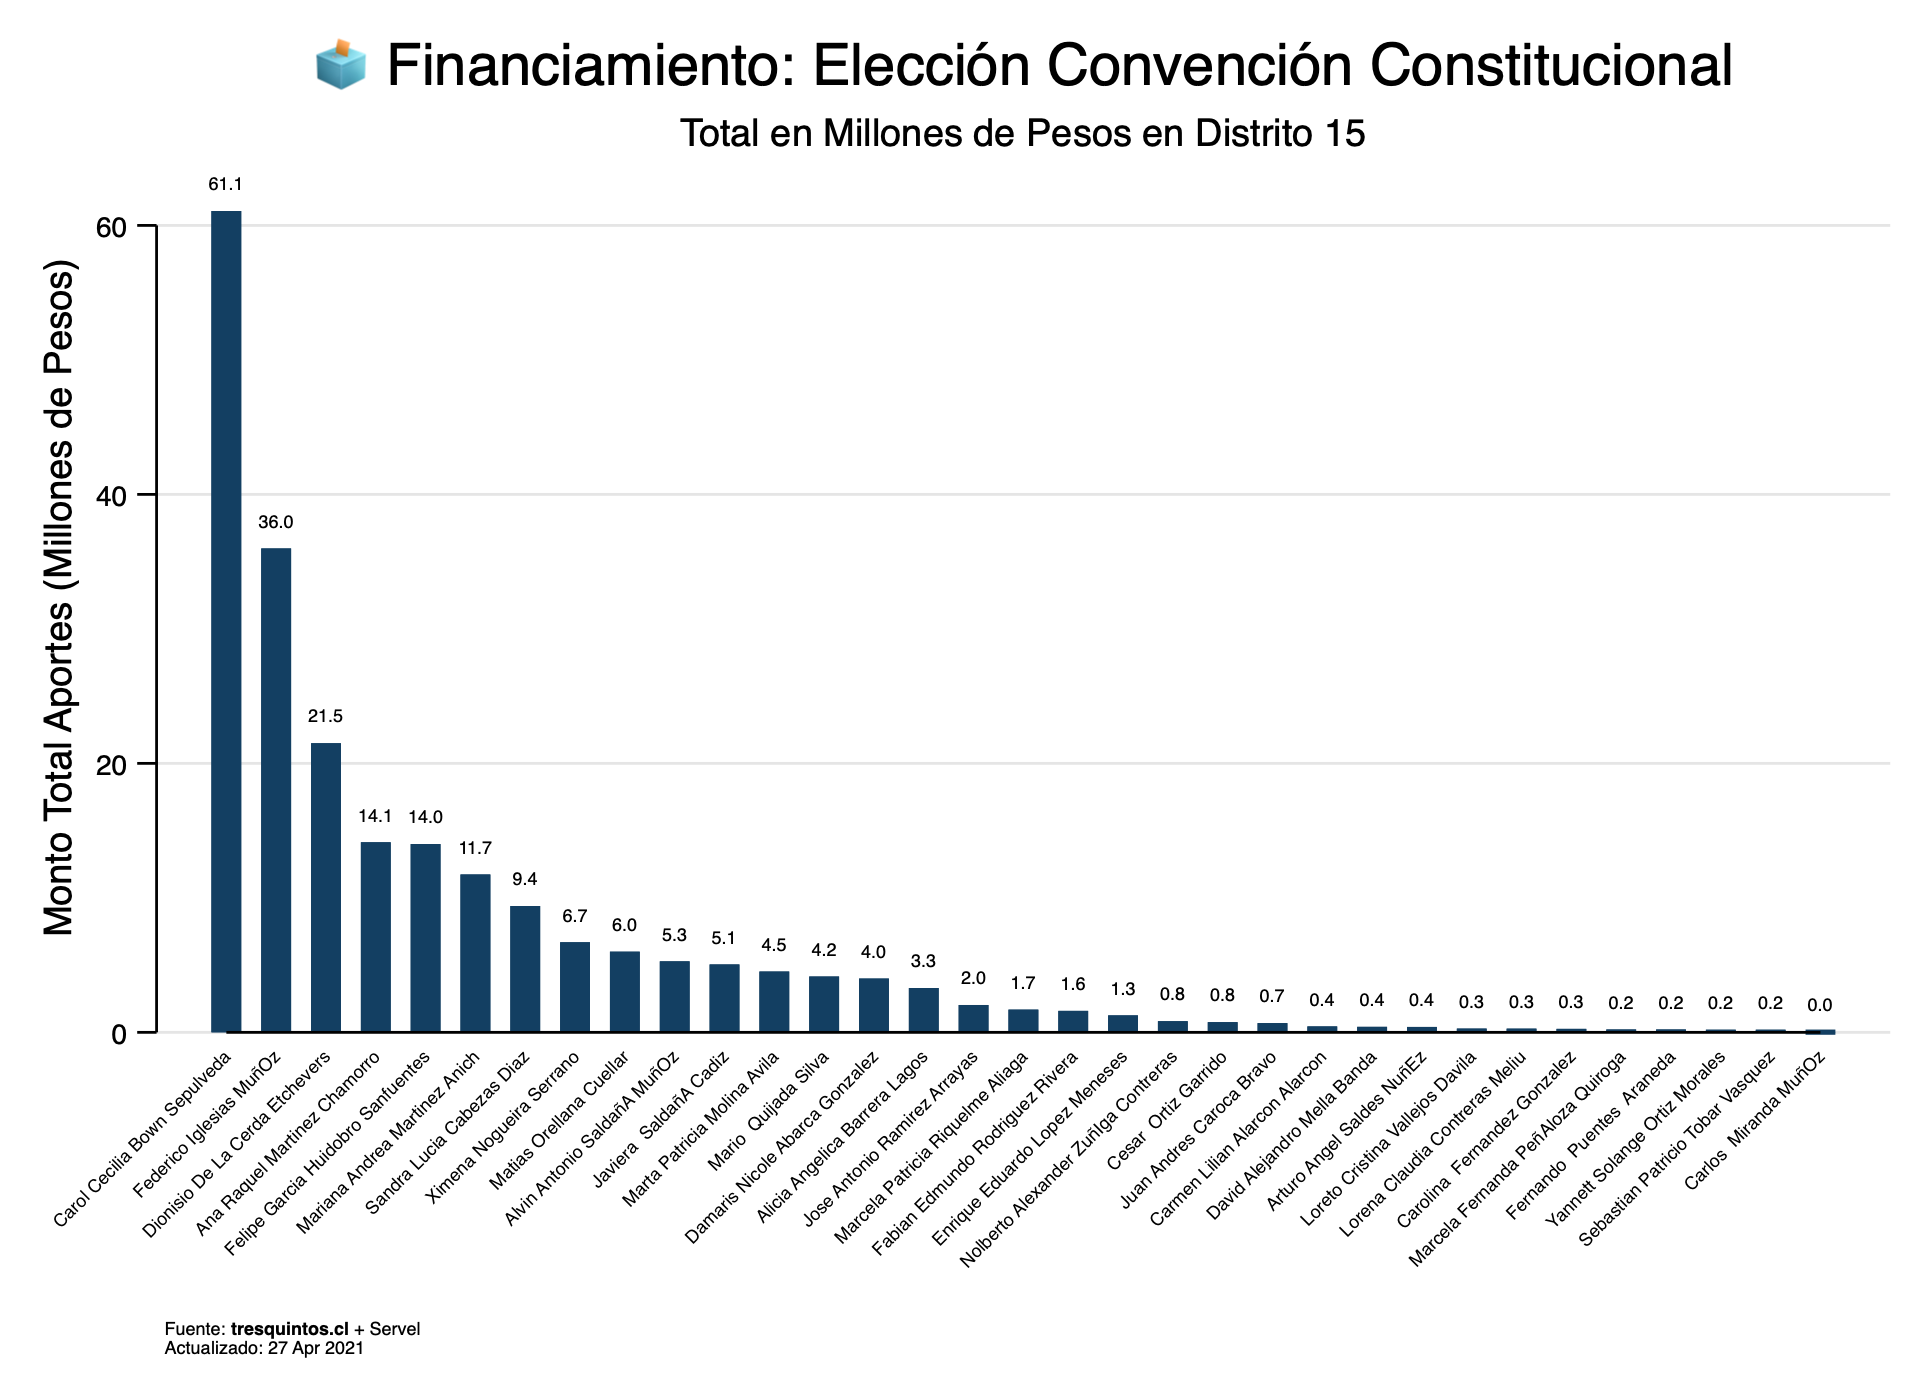 Financiamiento: Elección Convención Constitucional
Total en Millones de Pesos en Distrito 15
Monto Total Aportes (Millones de Pesos)
60
40
20
0
61.1
36.0
21.5
14.1
14.0
11.7
9.4
6.7
6.0
5.3
5.1
4.5
4.2
4.0
3.3
2.0
1.7
1.6
1.3
0.8
0.8
0.7
0.4
0.4
0.4
0.3
0.3
0.3
0.2
0.2
0.2
0.2
0.0
Carol Cecilia Bown Sepulveda
Federico Iglesias MuñOz
Dionisio De La Cerda Etchevers
Ana Raquel Martinez Chamorro
Felipe Garcia Huidobro Sanfuentes
Mariana Andrea Martinez Anich
Sandra Lucia Cabezas Diaz
Ximena Nogueira Serrano
Matias Orellana Cuellar
Alvin Antonio SaldañA MuñOz
Javiera  SaldañA Cadiz
Marta Patricia Molina Avila
Mario  Quijada Silva
Damaris Nicole Abarca Gonzalez
Alicia Angelica Barrera Lagos
Jose Antonio Ramirez Arrayas
Marcela Patricia Riquelme Aliaga
Fabian Edmundo Rodriguez Rivera
Enrique Eduardo Lopez Meneses
Nolberto Alexander ZuñIga Contreras
Cesar  Ortiz Garrido
Juan Andres Caroca Bravo
Carmen Lilian Alarcon Alarcon
David Alejandro Mella Banda
Arturo Angel Saldes NuñEz
Loreto Cristina Vallejos Davila
Lorena Claudia Contreras Meliu
Carolina  Fernandez Gonzalez
Marcela Fernanda PeñAloza Quiroga
Fernando  Puentes  Araneda
Yannett Solange Ortiz Morales
Sebastian Patricio Tobar Vasquez
Carlos  Miranda MuñOz
Fuente: tresquintos.cl + Servel
Actualizado: 27 Apr 2021